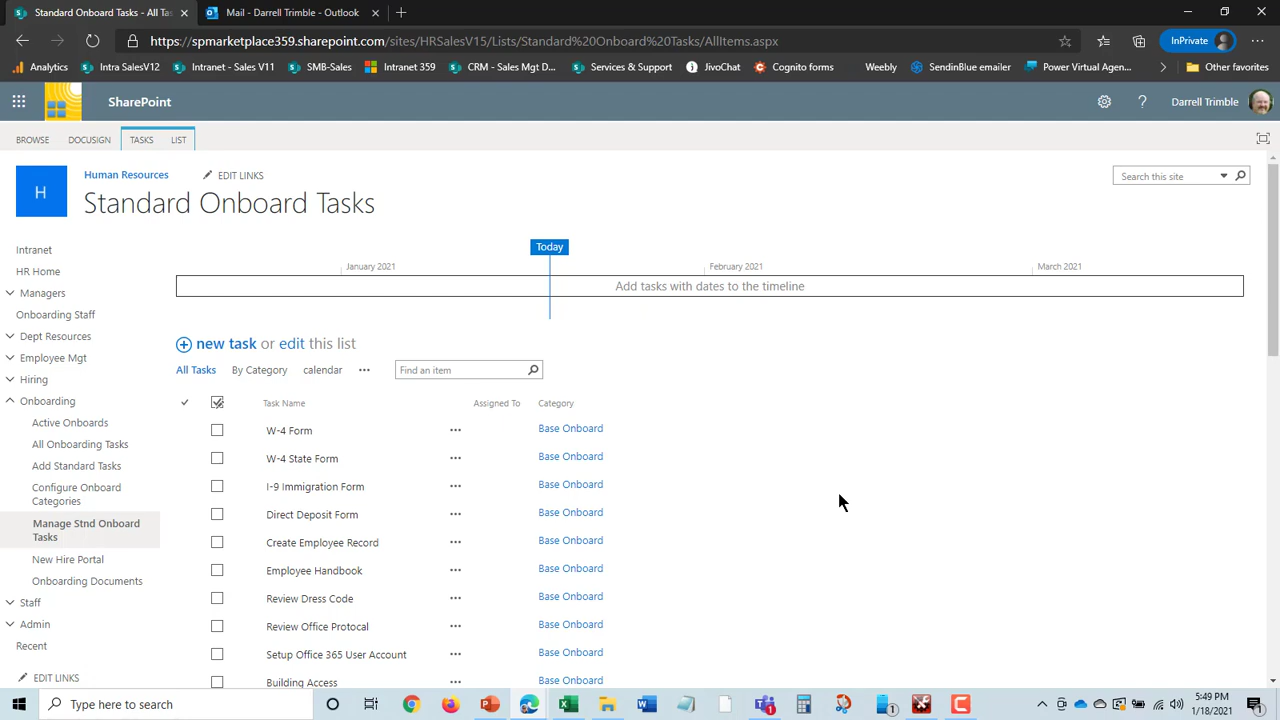 Standard Onboard Tasks - All Tas
Mail - Darrell Trimble - Outlook
https://spmarketplace359.sharepoint.com/sites/HRSalesV15/Lists/Standard%20Onboard%20Tasks/AllItems.aspx
InPrivate
Analytics
Intra SalesV12
Intranet - Sales V11
SMB-Sales
Intranet 359
CRM - Sales Mgt D...
Services & Support
JivoChat
Cognito forms
Weebly
SendinBlue emailer
Power Virtual Agen...
Other favorites
SharePoint
Darrell Trimble
BROWSE
DOCUSIGN
TASKS
LIST
H
Human Resources
EDIT LINKS
Standard Onboard Tasks
Search this site
Intranet
HR Home
Managers
Onboarding Staff
Dept Resources
Employee Mgt
Hiring
Onboarding
Active Onboards
All Onboarding Tasks
Add Standard Tasks
Configure Onboard
Categories
Manage Stnd Onboard
Tasks
New Hire Portal
Onboarding Documents
Staff
Admin
Recent
EDIT LINKS
Today
January 2021
February 2021
March 2021
Add tasks with dates to the timeline
new task or edit this list
All Tasks
By Category
calendar
Find an item
Task Name
Assigned To
Category
W-4 Form
Base Onboard
W-4 State Form
Base Onboard
I-9 Immigration Form
Base Onboard
Direct Deposit Form
Base Onboard
Create Employee Record
Base Onboard
Employee Handbook
Base Onboard
Review Dress Code
Base Onboard
Review Office Protocal
Base Onboard
Setup Office 365 User Account
Base Onboard
Building Access
Base Onboard
Type here to search
5:49 PM
1/18/2021